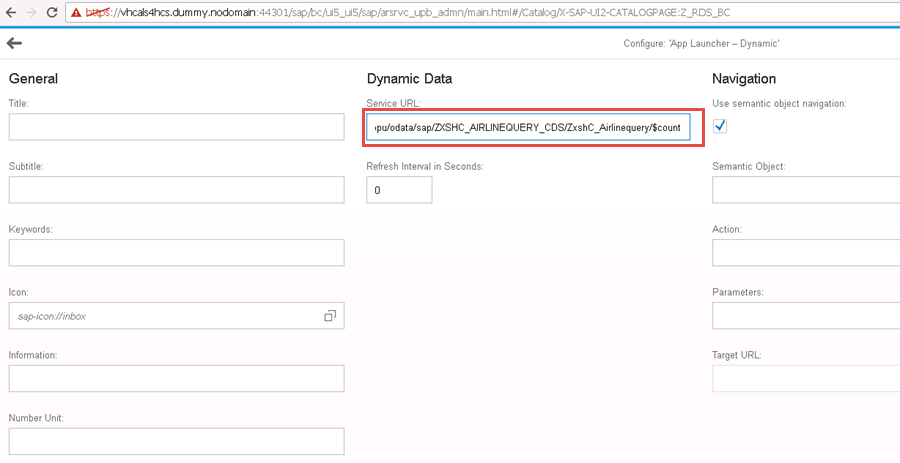 https://vhcals4hcs.dummy.nodomain:44301/sap/bc/ui5_ui5/sap/arsrvc_upb_admn/main.html#/Catalog/X-SAP-UI2-CATALOGPAGE:Z_RDS_BC
Configure: 'App Launcher – Dynamic'
General
Dynamic Data
Navigation
Title:
Service URL:
Use semantic object navigation:
opu/odata/sap/ZXSHC_AIRLINEQUERY_CDS/ZxshC_Airlinequery/$count
Subtitle:
Refresh Interval in Seconds:
Semantic Object:
0
Keywords:
Action:
Icon:
Parameters:
sap-icon://inbox
Information:
Target URL:
Number Unit: